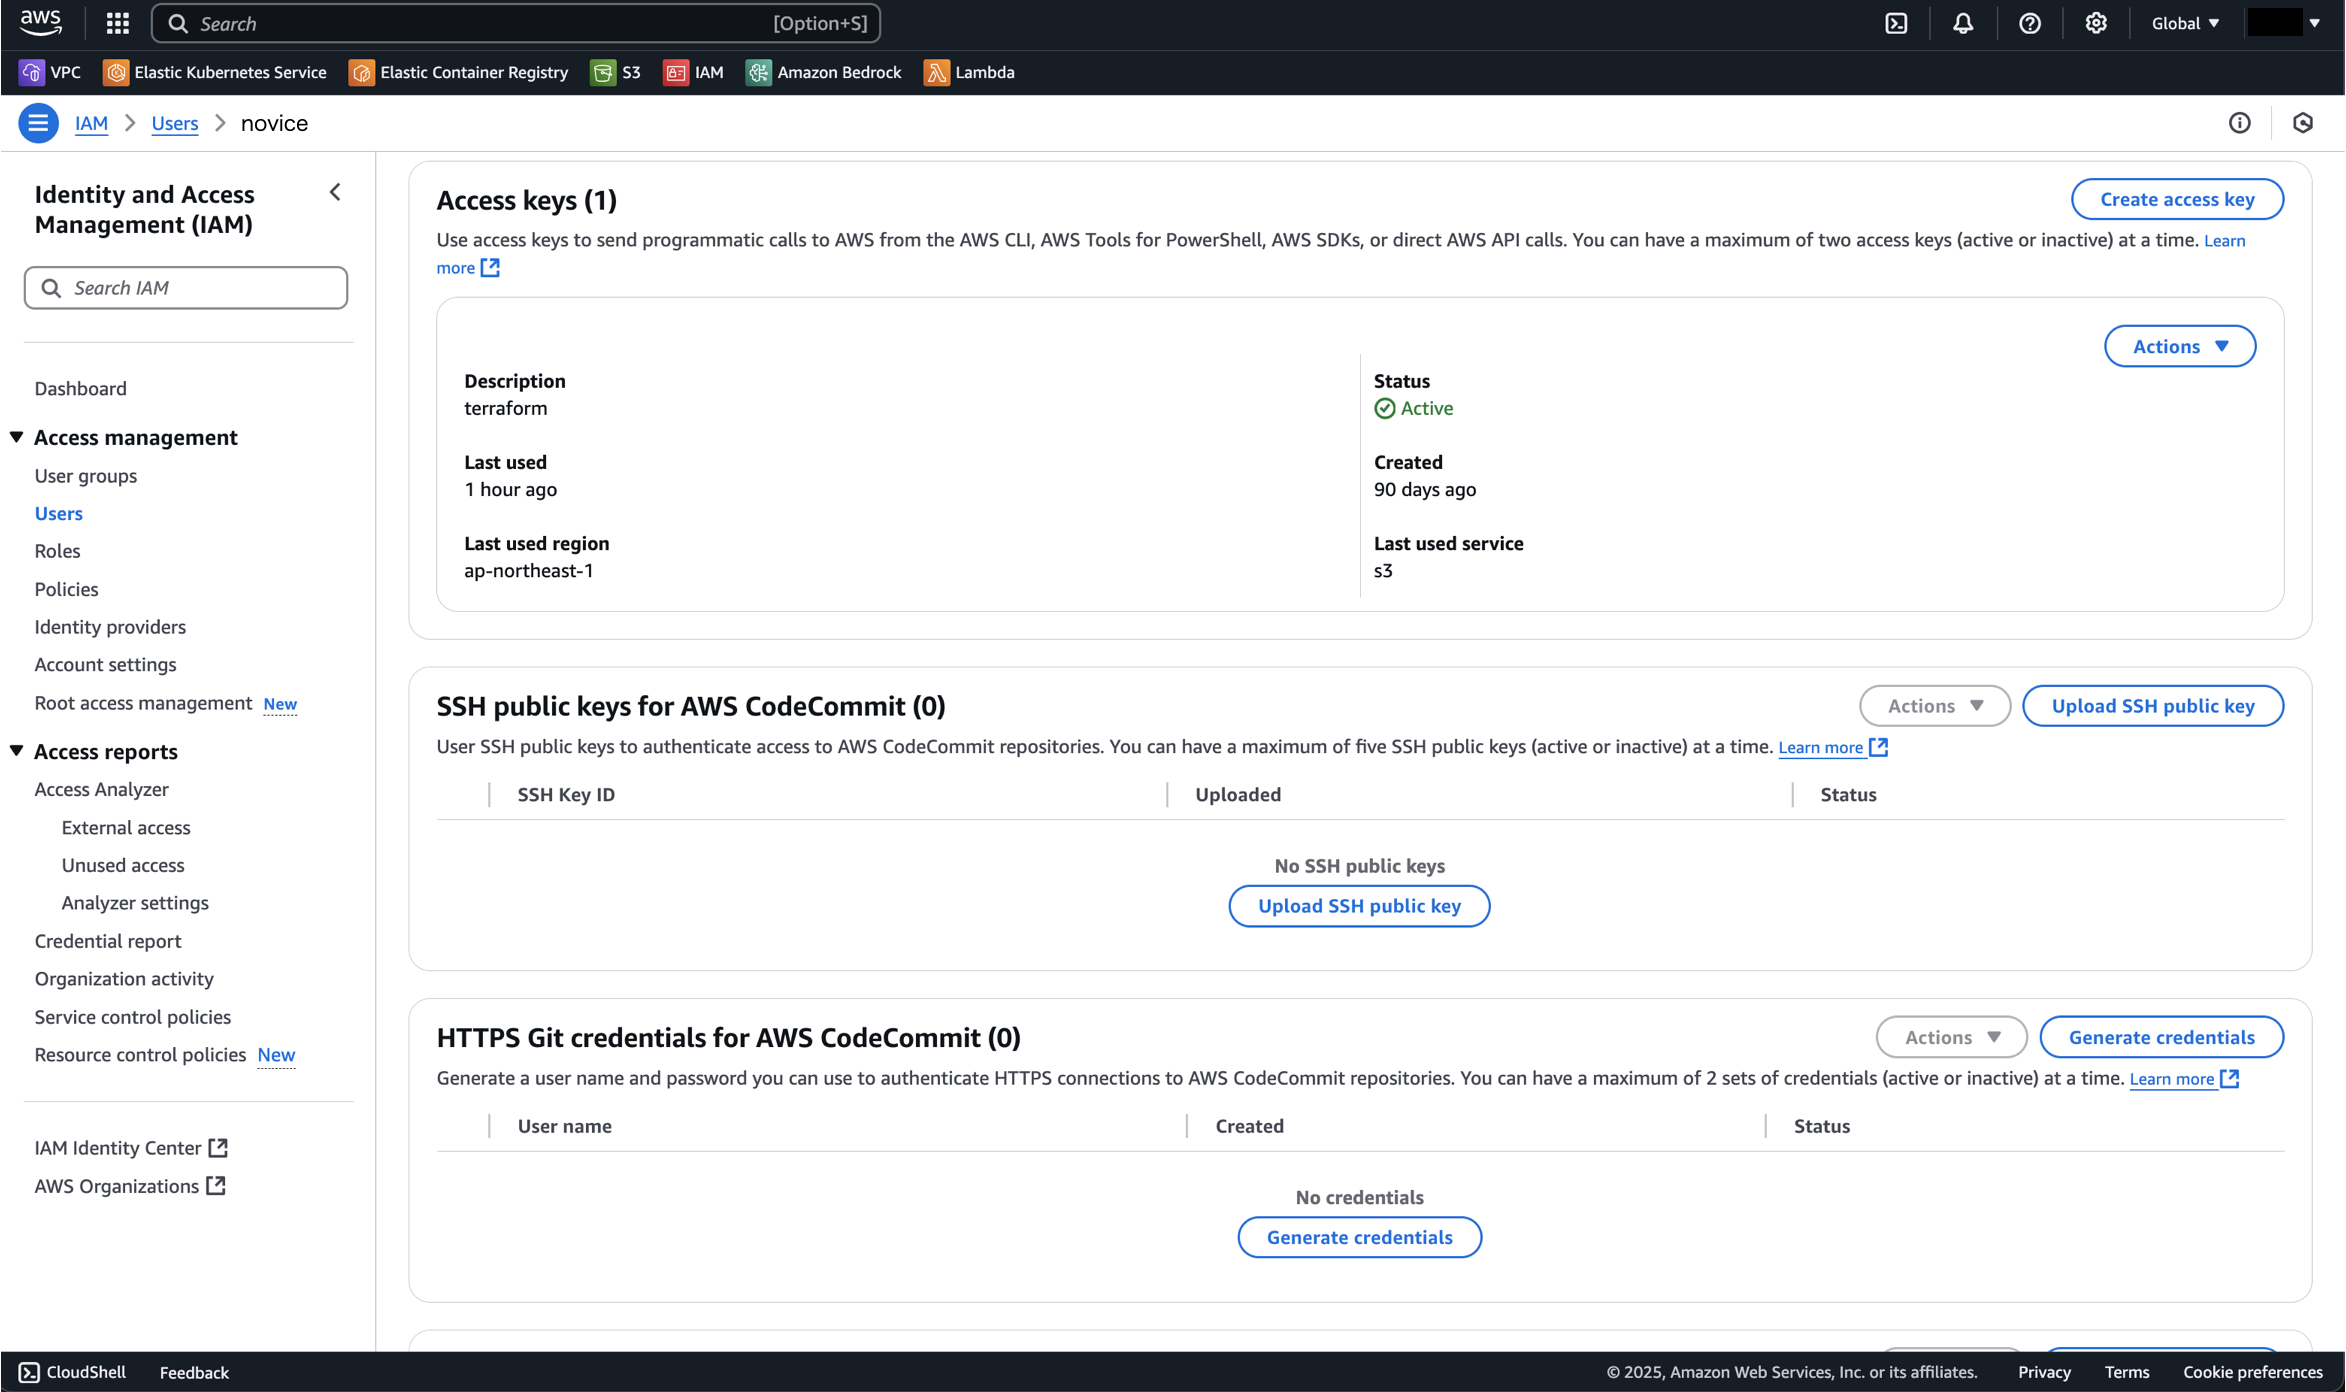 aws
Search
[Option+S]
Global
VPC
Elastic Kubernetes Service
Elastic Container Registry
S3
IAM
Amazon Bedrock
Lambda
IAM
Users
novice
Identity and Access
Management (IAM)
Search IAM
Dashboard
Access management
User groups
Users
Roles
Policies
Identity providers
Account settings
Root access management New
Access reports
Access Analyzer
External access
Unused access
Analyzer settings
Credential report
Organization activity
Service control policies
Resource control policies New
IAM Identity Center
AWS Organizations
Access keys (1)
Create access key
Use access keys to send programmatic calls to AWS from the AWS CLI, AWS Tools for PowerShell, AWS SDKs, or direct AWS API calls. You can have a maximum of two access keys (active or inactive) at a time. Learn
more
Actions
Description
terraform
Status
Active
Last used
1 hour ago
Created
90 days ago
Last used region
ap-northeast-1
Last used service
s3
SSH public keys for AWS CodeCommit (0)
Actions
Upload SSH public key
User SSH public keys to authenticate access to AWS CodeCommit repositories. You can have a maximum of five SSH public keys (active or inactive) at a time. Learn more
SSH Key ID
Uploaded
Status
No SSH public keys
Upload SSH public key
HTTPS Git credentials for AWS CodeCommit (0)
Actions
Generate credentials
Generate a user name and password you can use to authenticate HTTPS connections to AWS CodeCommit repositories. You can have a maximum of 2 sets of credentials (active or inactive) at a time. Learn more
User name
Created
Status
No credentials
Generate credentials
CloudShell
Feedback
© 2025, Amazon Web Services, Inc. or its affiliates.
Privacy
Terms
Cookie preferences